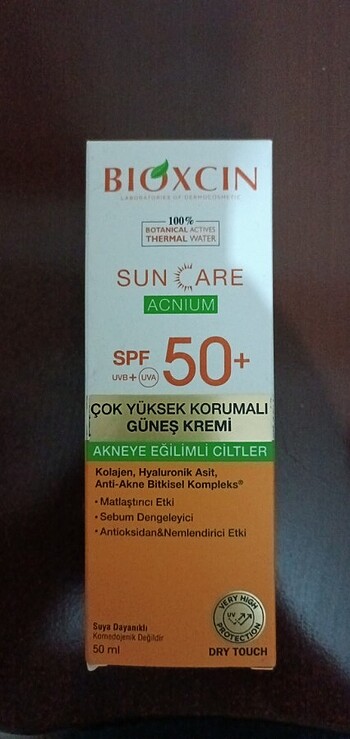 BIOXCIN
LABORATORIES OF DERMOCOSMETIC
100%
BOTANICAL ACTIVES
THERMAL WATER
SUN CARE
ACNIUM
SPF 50+
UVB + UVA
ÇOK YÜKSEK KORUMALI
GÜNEŞ KREMİ
AKNEYE EĞİLİMLİ CİLTLER
Kolajen, Hyaluronik Asit,
Anti-Akne Bitkisel Kompleks®
• Matlaştırıcı Etki
• Sebum Dengeleyici
• Antioksidan&Nemlendirici Etki
VERY HIGH
UV
PROTECTION
Suya Dayanıklı
Komedojenik Değildir
50 ml
DRY TOUCH